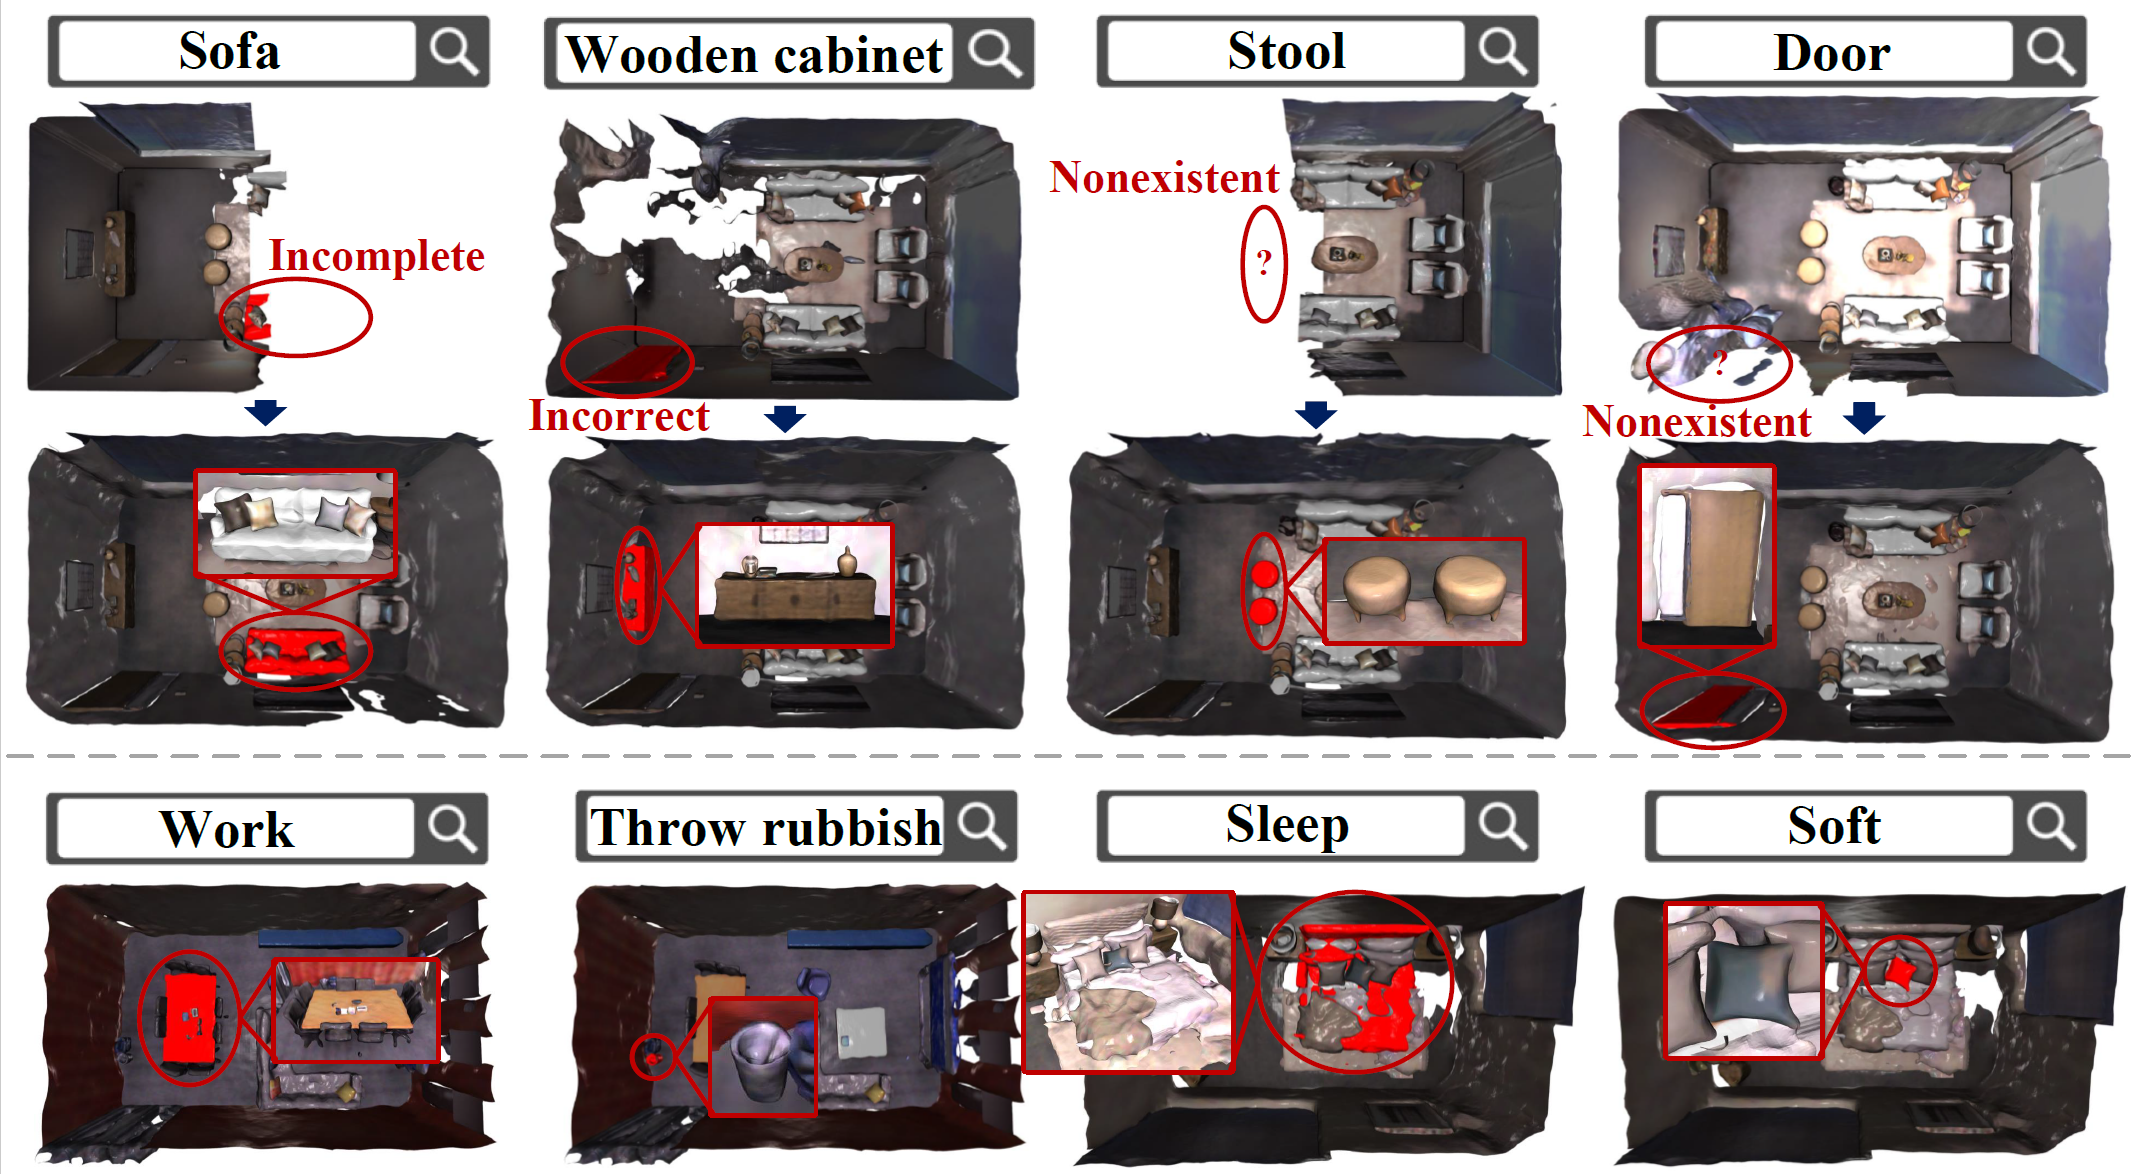 Sofa
Wooden cabinet
Stool
Door
Incomplete
Incorrect
Nonexistent
?
?
Nonexistent
Work
Throw rubbish
Sleep
Soft